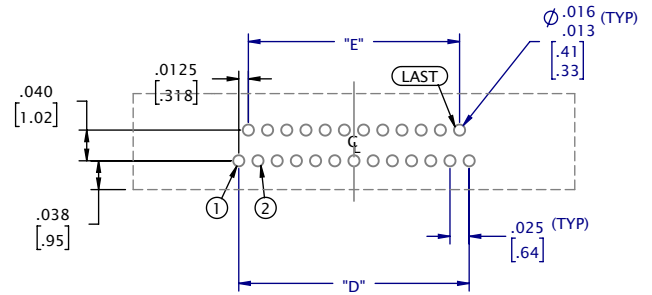 Ø .016 (TYP)
.013
[.41]
[.33]
"E"
.0125
[.318]
LAST
.040
[1.02]
℄
1
2
.038
[.95]
.025 (TYP)
[.64]
"D"